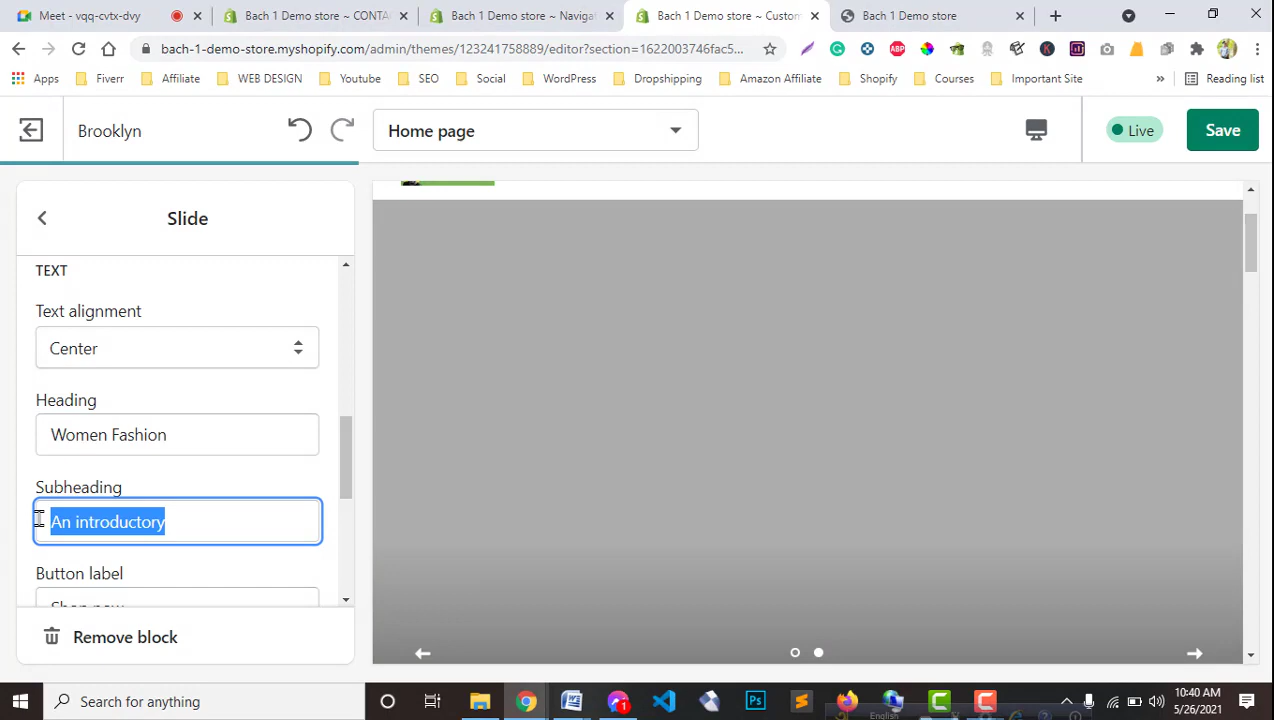 Meet - vqq-cvtx-dvy
Bach 1 Demo store ~ CONTA
Bach 1 Demo store ~ Navigat
Bach 1 Demo store ~ Custom
Bach 1 Demo store
bach-1-demo-store.myshopify.com/admin/themes/123241758889/editor?section=1622003746fac5...
Apps
Fiverr
Affiliate
WEB DESIGN
Youtube
SEO
Social
WordPress
Dropshipping
Amazon Affiliate
Shopify
Courses
Important Site
»
Reading list
Brooklyn
Home page
Live
Save
Slide
TEXT
Text alignment
Center
Heading
Women Fashion
Subheading
An introductory
Button label
Shop now
Remove block
Search for anything
10:40 AM
5/26/2021
English